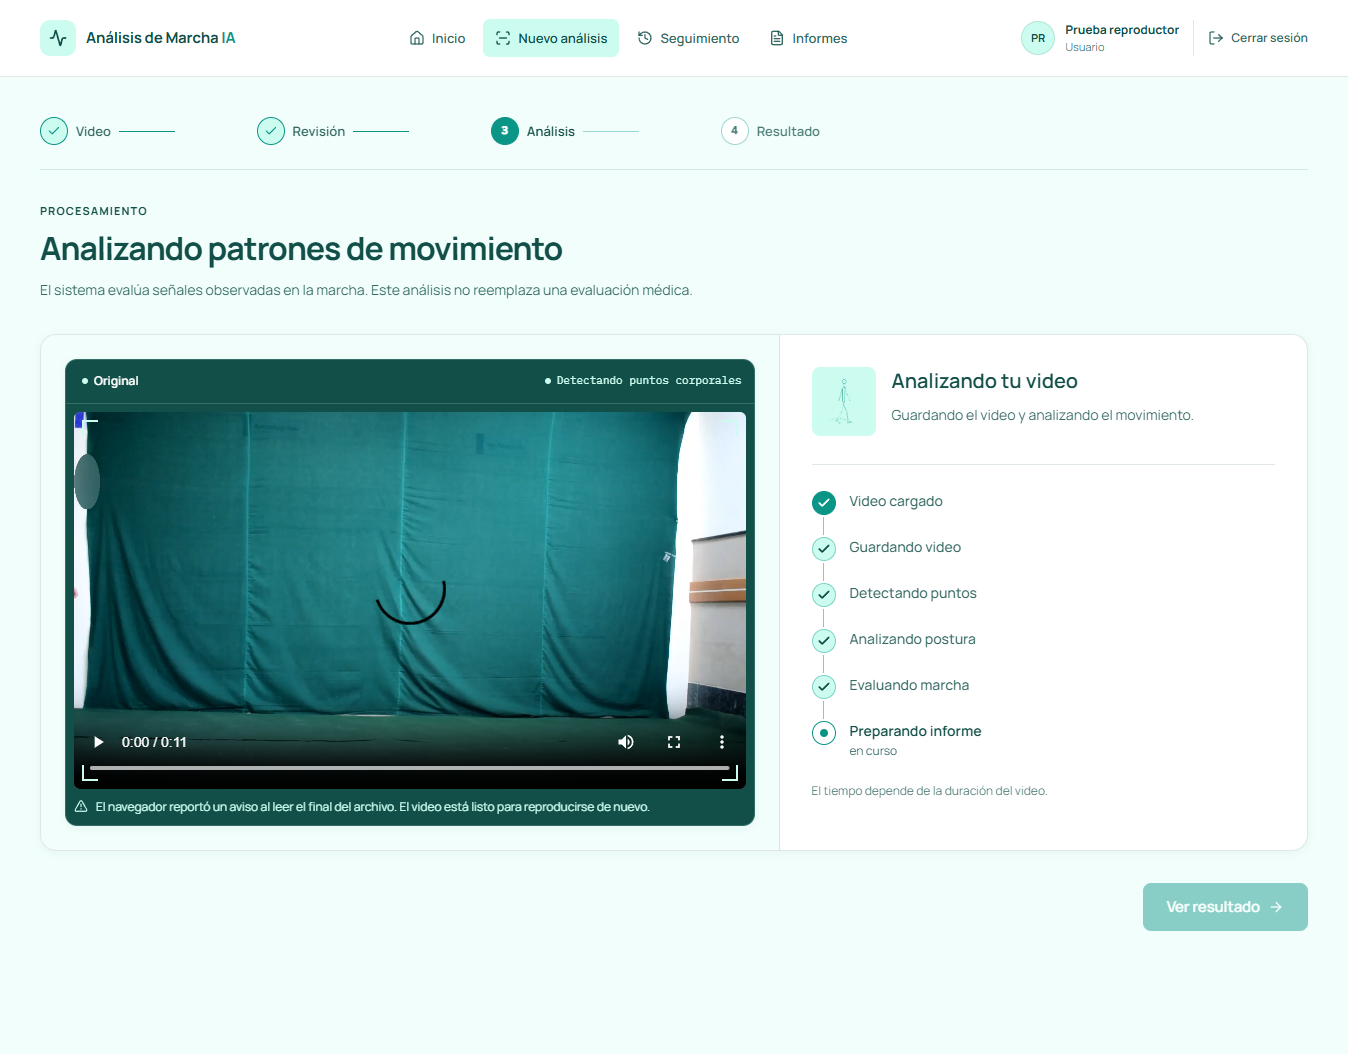 Análisis de Marcha IA
Inicio
Nuevo análisis
Seguimiento
Informes
PR
Prueba reproductor
Usuario
Cerrar sesión
Video
Revisión
3 Análisis
4 Resultado
PROCESAMIENTO
Analizando patrones de movimiento
El sistema evalúa señales observadas en la marcha. Este análisis no reemplaza una evaluación médica.
Original
Detectando puntos corporales
0:00 / 0:11
El navegador reportó un aviso al leer el final del archivo. El video está listo para reproducirse de nuevo.
Analizando tu video
Guardando el video y analizando el movimiento.
Video cargado
Guardando video
Detectando puntos
Analizando postura
Evaluando marcha
Preparando informe
en curso
El tiempo depende de la duración del video.
Ver resultado